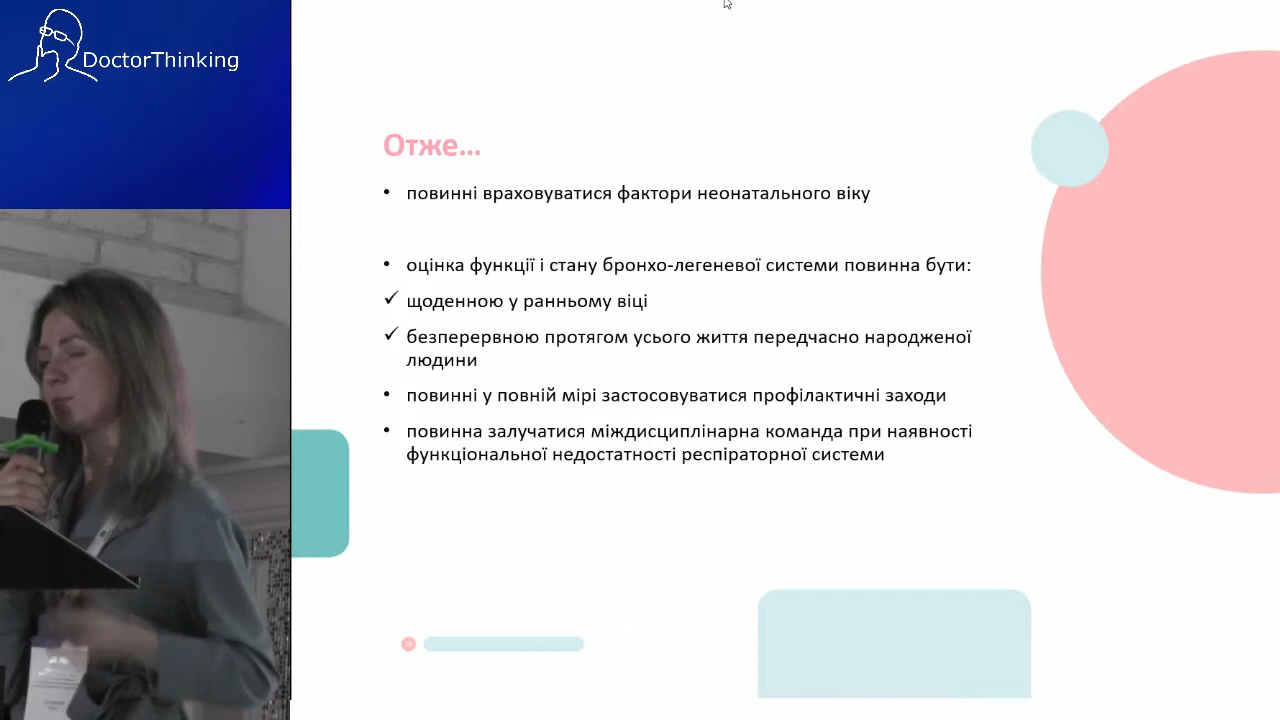 DoctorThinking
Отже...
• повинні враховуватися фактори неонатального віку
• оцінка функції і стану бронхо-легеневої системи повинна бути:
✓ щоденною у ранньому віці
✓ безперервною протягом усього життя передчасно народженої
людини
• повинні у повній мірі застосовуватися профілактичні заходи
• повинна залучатися міждисциплінарна команда при наявності
функціональної недостатності респіраторної системи